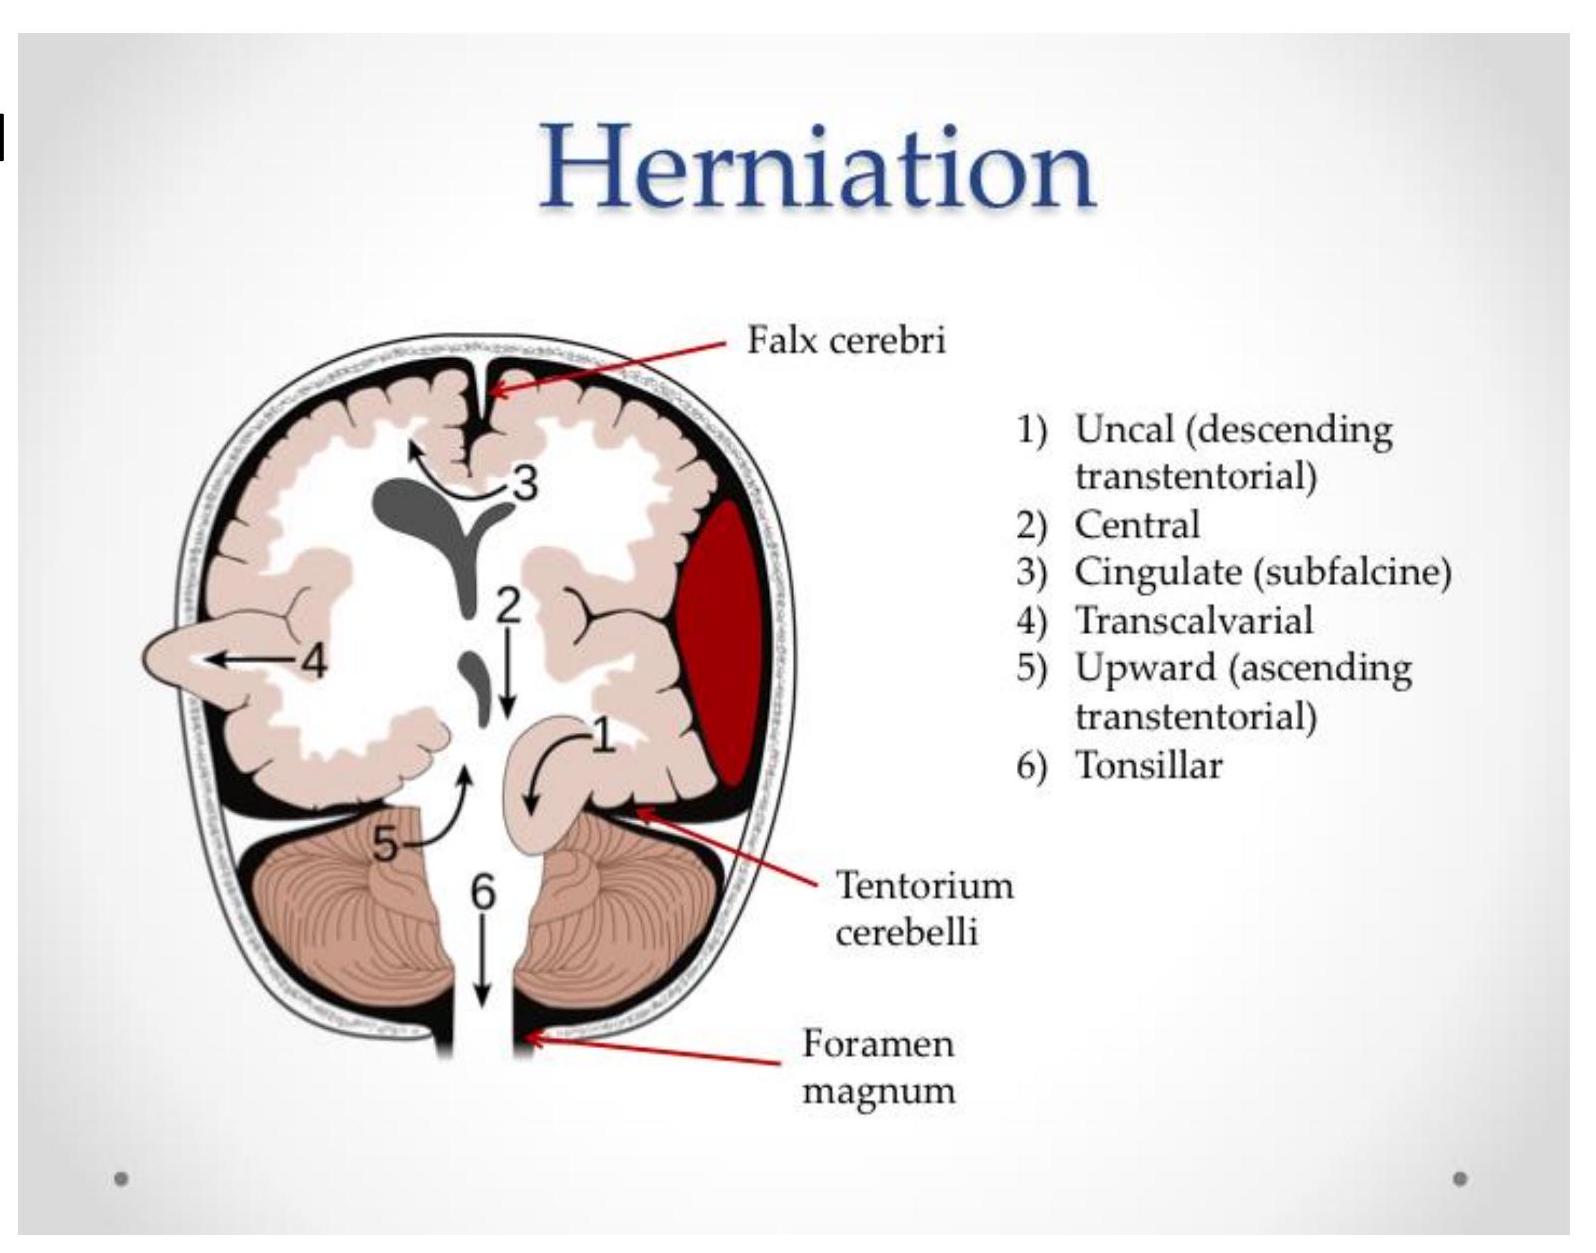 Herniation
Falx cerebri
1) Uncal (descending
transtentorial)
2) Central
3) Cingulate (subfalcine)
4) Transcalvarial
5) Upward (ascending
transtentorial)
6) Tonsillar
3
2
4
1
5
6
Tentorium
cerebelli
Foramen
magnum